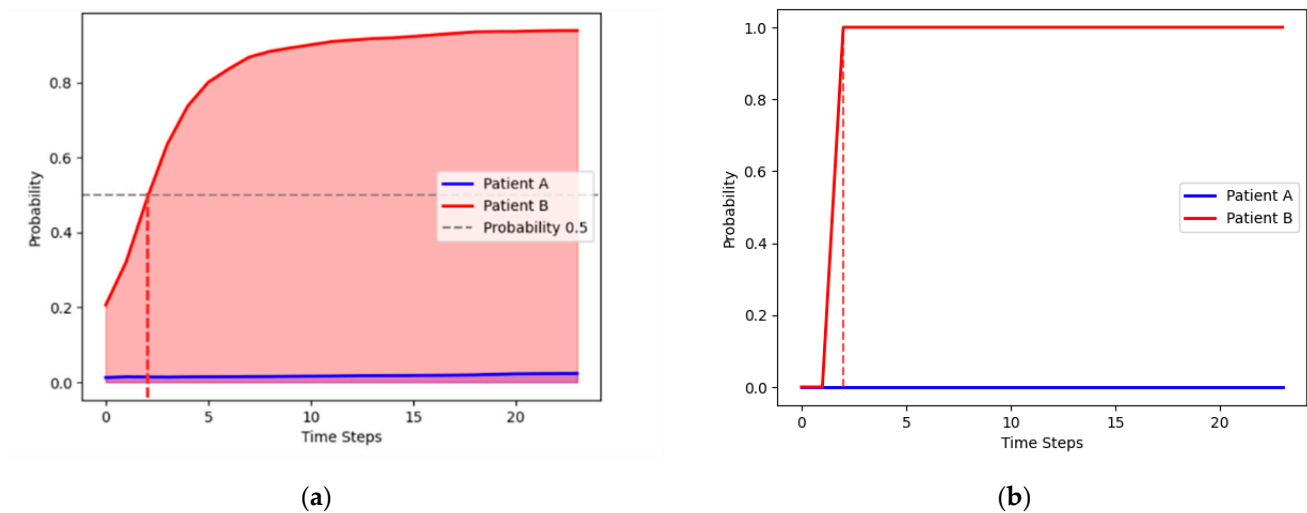 Probability
0.8
0.6
0.4
0.2
0.0
0 5 10 15 20
Time Steps
Patient A
Patient B
Probability 0.5
(a)
Probability
1.0
0.8
0.6
0.4
0.2
0.0
0 5 10 15 20
Time Steps
Patient A
Patient B
(b)